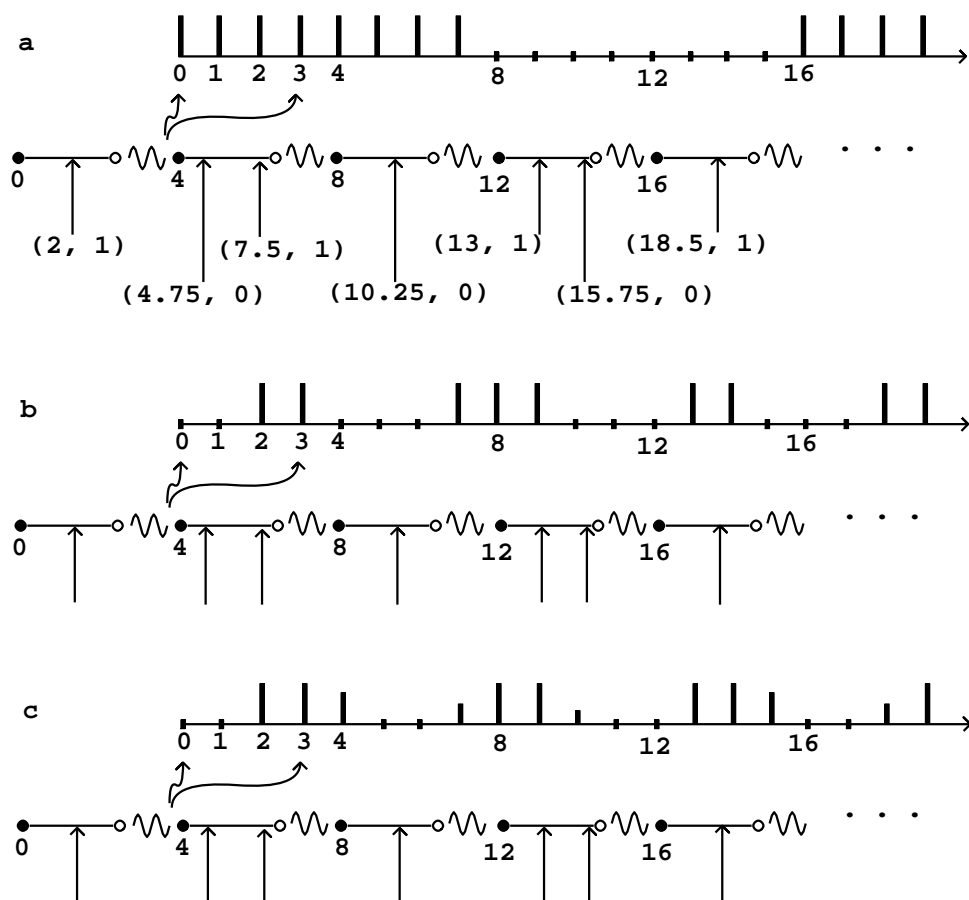 a
0 1 2 3 4 8 12 16
0 4 8 12 16 . . .
(2, 1) (7.5, 1) (13, 1) (18.5, 1)
(4.75, 0) (10.25, 0) (15.75, 0)
b
0 1 2 3 4 8 12 16
0 4 8 12 16 . . .
c
0 1 2 3 4 8 12 16
0 4 8 12 16 . . .